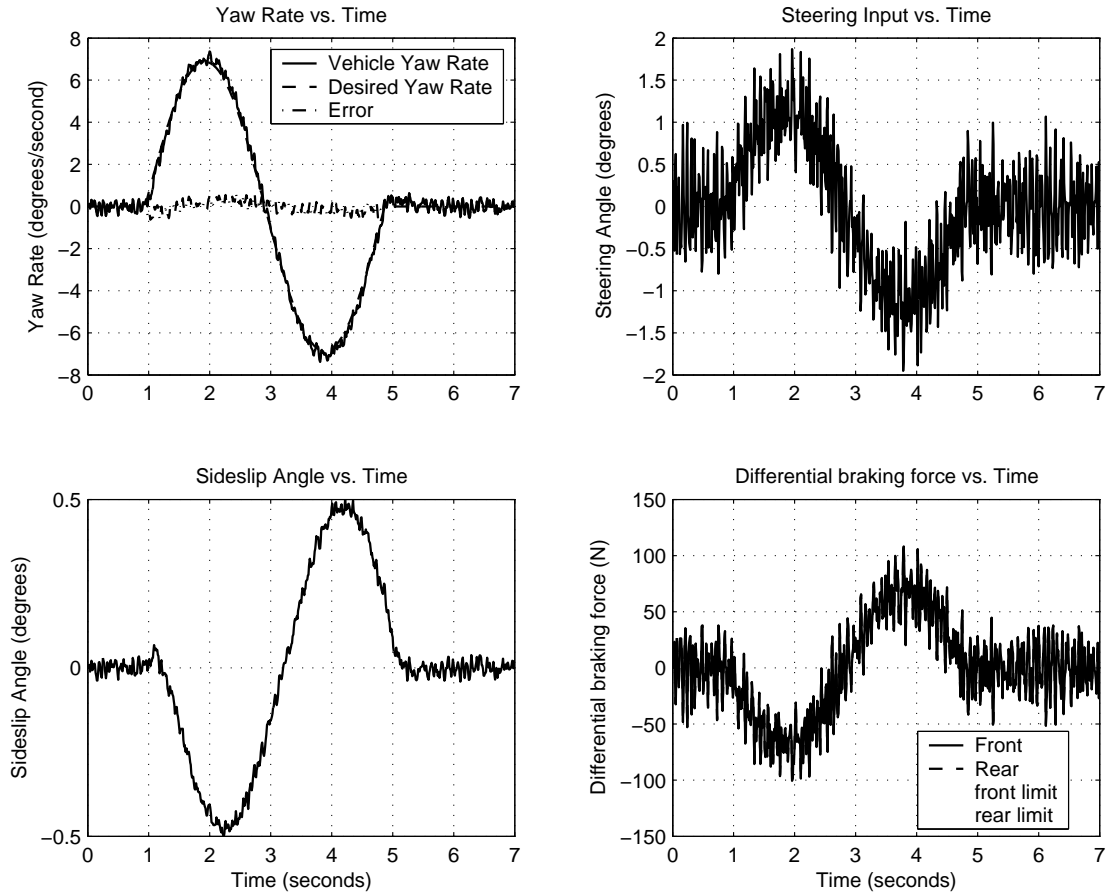 Yaw Rate vs. Time
Yaw Rate (degrees/second)
8
6
4
2
0
−2
−4
−6
−8
0 1 2 3 4 5 6 7
Vehicle Yaw Rate
Desired Yaw Rate
Error
Steering Input vs. Time
Steering Angle (degrees)
2
1.5
1
0.5
0
−0.5
−1
−1.5
−2
0 1 2 3 4 5 6 7
Sideslip Angle vs. Time
Sideslip Angle (degrees)
0.5
0
−0.5
0 1 2 3 4 5 6 7
Time (seconds)
Differential braking force vs. Time
Differential braking force (N)
150
100
50
0
−50
−100
−150
0 1 2 3 4 5 6 7
Time (seconds)
Front
Rear
front limit
rear limit